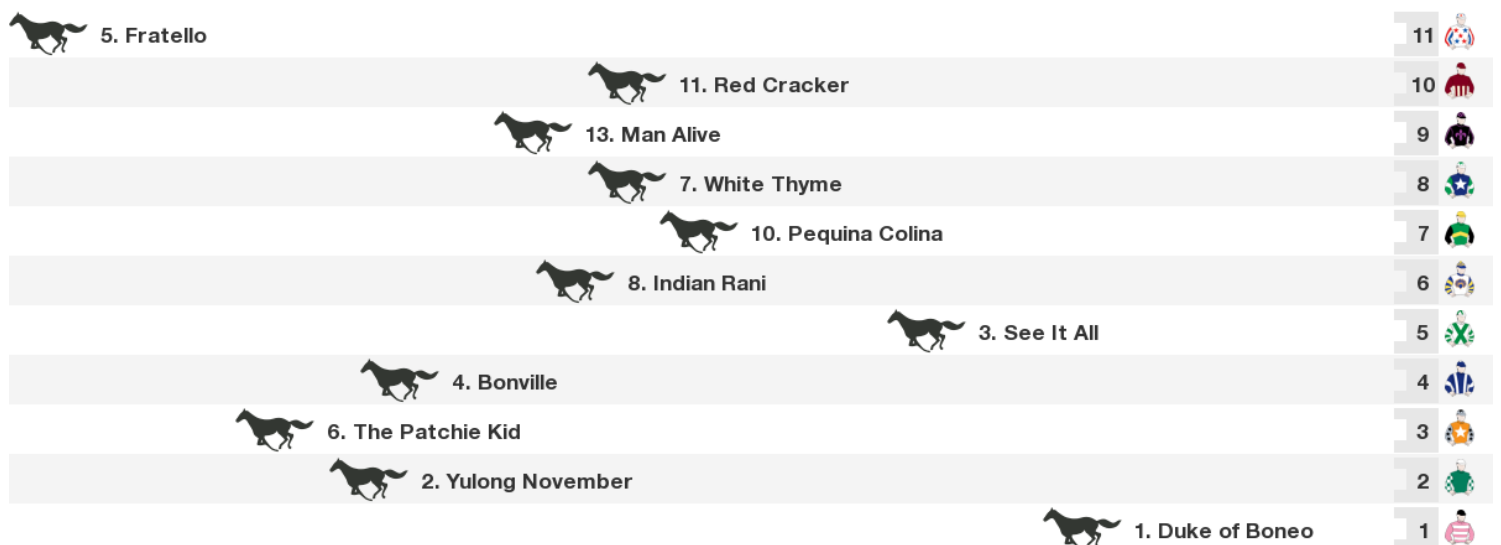 5. Fratello 11
11. Red Cracker 10
13. Man Alive 9
7. White Thyme 8
10. Pequina Colina 7
8. Indian Rani 6
3. See It All 5
4. Bonville 4
6. The Patchie Kid 3
2. Yulong November 2
1. Duke of Boneo 1